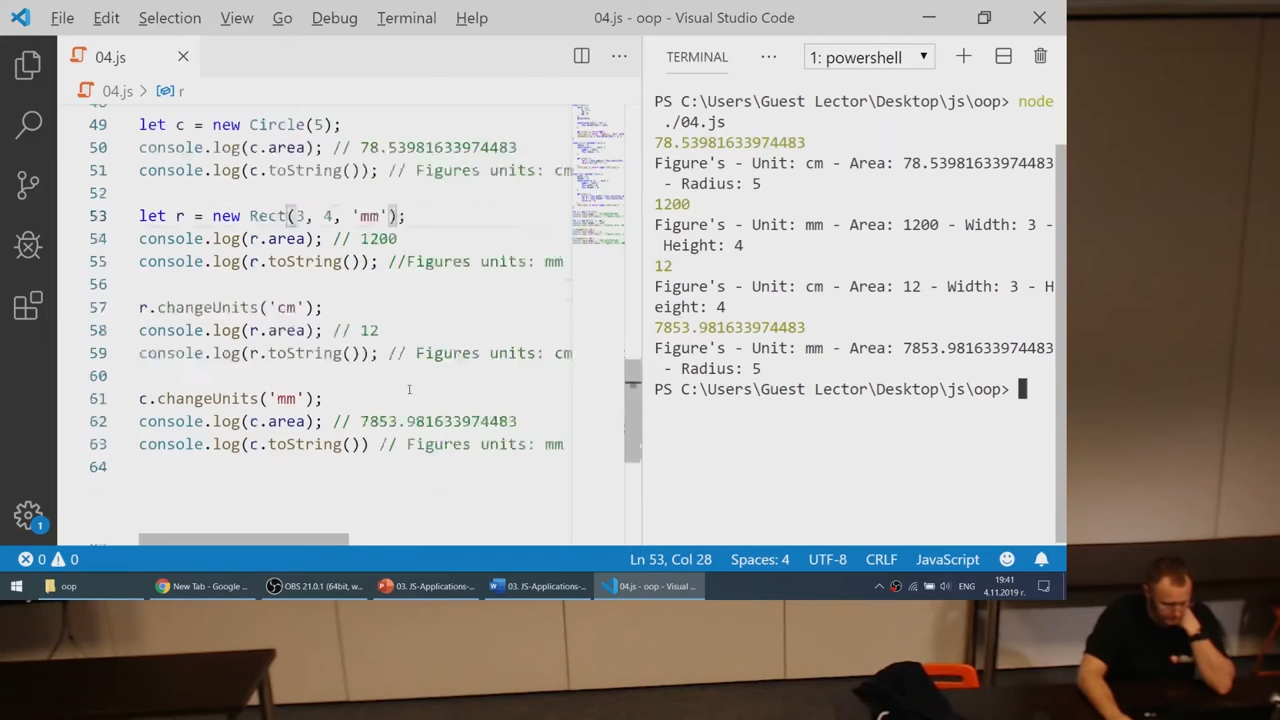 File Edit Selection View Go Debug Terminal Help 04.js - oop - Visual Studio Code
04.js
TERMINAL 1: powershell
04.js > r
49 let c = new Circle(5);
50 console.log(c.area); // 78.53981633974483
51 console.log(c.toString()); // Figures units: cm
52
53 let r = new Rect(3, 4, 'mm');
54 console.log(r.area); // 1200
55 console.log(r.toString()); //Figures units: mm
56
57 r.changeUnits('cm');
58 console.log(r.area); // 12
59 console.log(r.toString()); // Figures units: cm
60
61 c.changeUnits('mm');
62 console.log(c.area); // 7853.981633974483
63 console.log(c.toString()) // Figures units: mm
64
PS C:\Users\Guest Lector\Desktop\js\oop> node
./04.js
78.53981633974483
Figure's - Unit: cm - Area: 78.53981633974483
- Radius: 5
1200
Figure's - Unit: mm - Area: 1200 - Width: 3 -
Height: 4
12
Figure's - Unit: cm - Area: 12 - Width: 3 - H
eight: 4
7853.981633974483
Figure's - Unit: mm - Area: 7853.981633974483
- Radius: 5
PS C:\Users\Guest Lector\Desktop\js\oop>
1
0 0 Ln 53, Col 28 Spaces: 4 UTF-8 CRLF JavaScript
oop New Tab - Google ... OBS 21.0.1 (64bit, w... 03. JS-Applications-... 03. JS-Applications-... 04.js - oop - Visual ... ENG 19:41
4.11.2019 г.